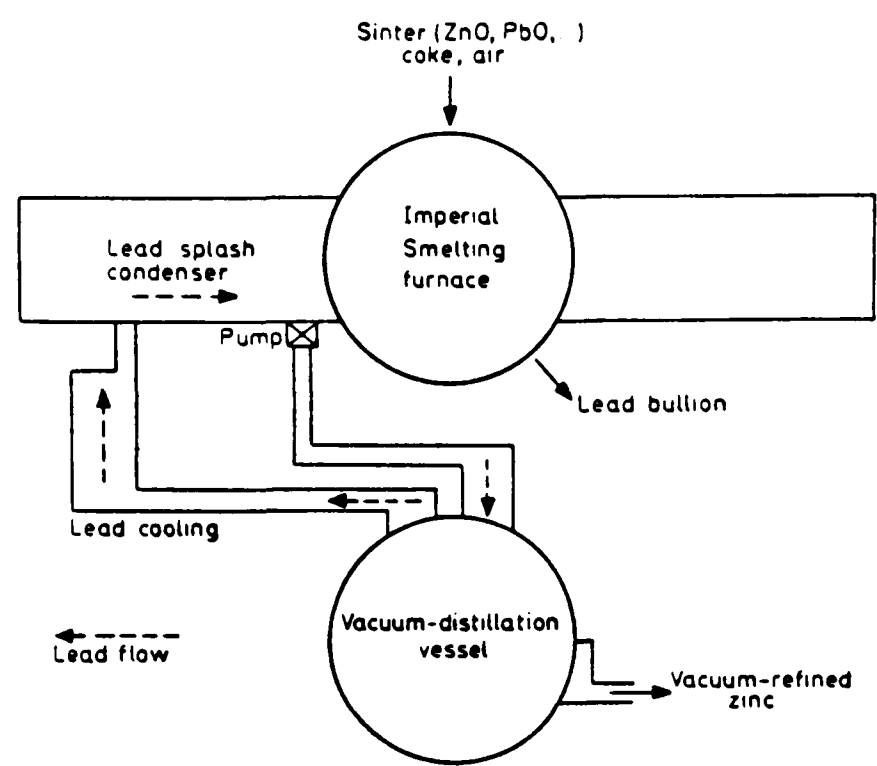 Sinter (ZnO, PbO, . )
coke, air
Imperial
Smelting
furnace
Lead splash
condenser
Pump
Lead bullion
Lead cooling
Vacuum-distillation
vessel
Lead flow
Vacuum-refined
zinc